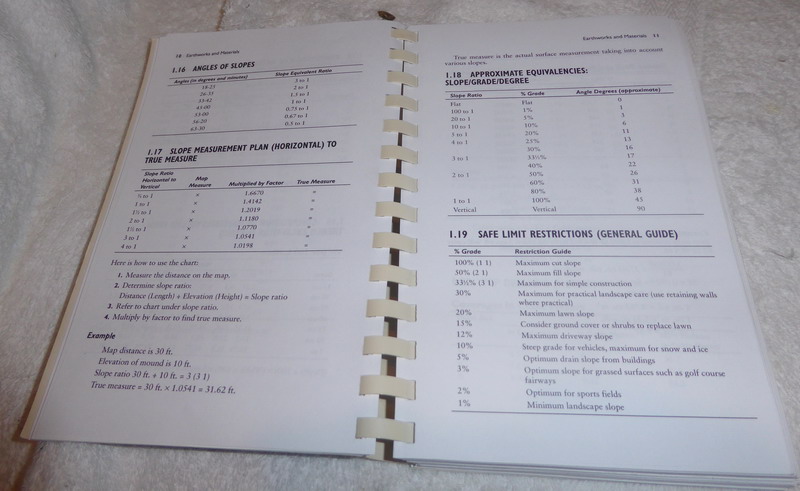 18 Earthworks and Materials
1.16 ANGLES OF SLOPES
Angles (in degrees and minutes) Slope Equivalent Ratio
18-25 3 to 1
26-35 2 to 1
33-42 1.5 to 1
45-00 1 to 1
53-00 0.75 to 1
56-20 0.67 to 1
63-30 0.5 to 1
1.17 SLOPE MEASUREMENT PLAN (HORIZONTAL) TO
TRUE MEASURE
Slope Ratio
Horizontal to
Vertical Map
Measure Multiplied by Factor True Measure
× 1.6670 =
1 to 1 × 1.4142 =
1½ to 1 × 1.2019 =
2 to 1 × 1.1180 =
× 1.0770 =
3 to 1 × 1.0541 =
4 to 1 × 1.0198 =
Here is how to use the chart:
1. Measure the distance on the map.
2. Determine slope ratio:
Distance (Length) ÷ Elevation (Height) = Slope ratio
3. Refer to chart under slope ratio.
4. Multiply by factor to find true measure.
Example
Map distance is 30 ft.
Elevation of mound is 10 ft.
Slope ratio 30 ft. ÷ 10 ft. = 3 (3 1)
True measure = 30 ft. × 1.0541 = 31.62 ft.
Earthworks and Materials
True measure is the actual surface measurement taking into account
various slopes.
1.18 APPROXIMATE EQUIVALENCIES:
SLOPE/GRADE/DEGREE
Slope Ratio % Grade Angle Degrees (approximate)
Flat Flat 0
100 to 1 1% 1
20 to 1 5% 3
10 to 1 10% 6
5 to 1 20% 11
4 to 1 25% 13
30% 16
3 to 1 33⅓% 17
40% 22
2 to 1 50% 26
60% 31
80% 38
1 to 1 100% 45
Vertical Vertical 90
1.19 SAFE LIMIT RESTRICTIONS (GENERAL GUIDE)
% Grade Restriction Guide
100% (1 1) Maximum cut slope
50% (2 1) Maximum fill slope
33⅓% (3 1) Maximum for simple construction
30% Maximum for practical landscape care (use retaining walls
where practical)
20% Maximum lawn slope
15% Consider ground cover or shrubs to replace lawn
12% Maximum driveway slope
10% Steep grade for vehicles, maximum for snow and ice
5% Optimum drain slope from buildings
3% Optimum slope for grassed surfaces such as golf course
fairways
2% Optimum for sports fields
1% Minimum landscape slope